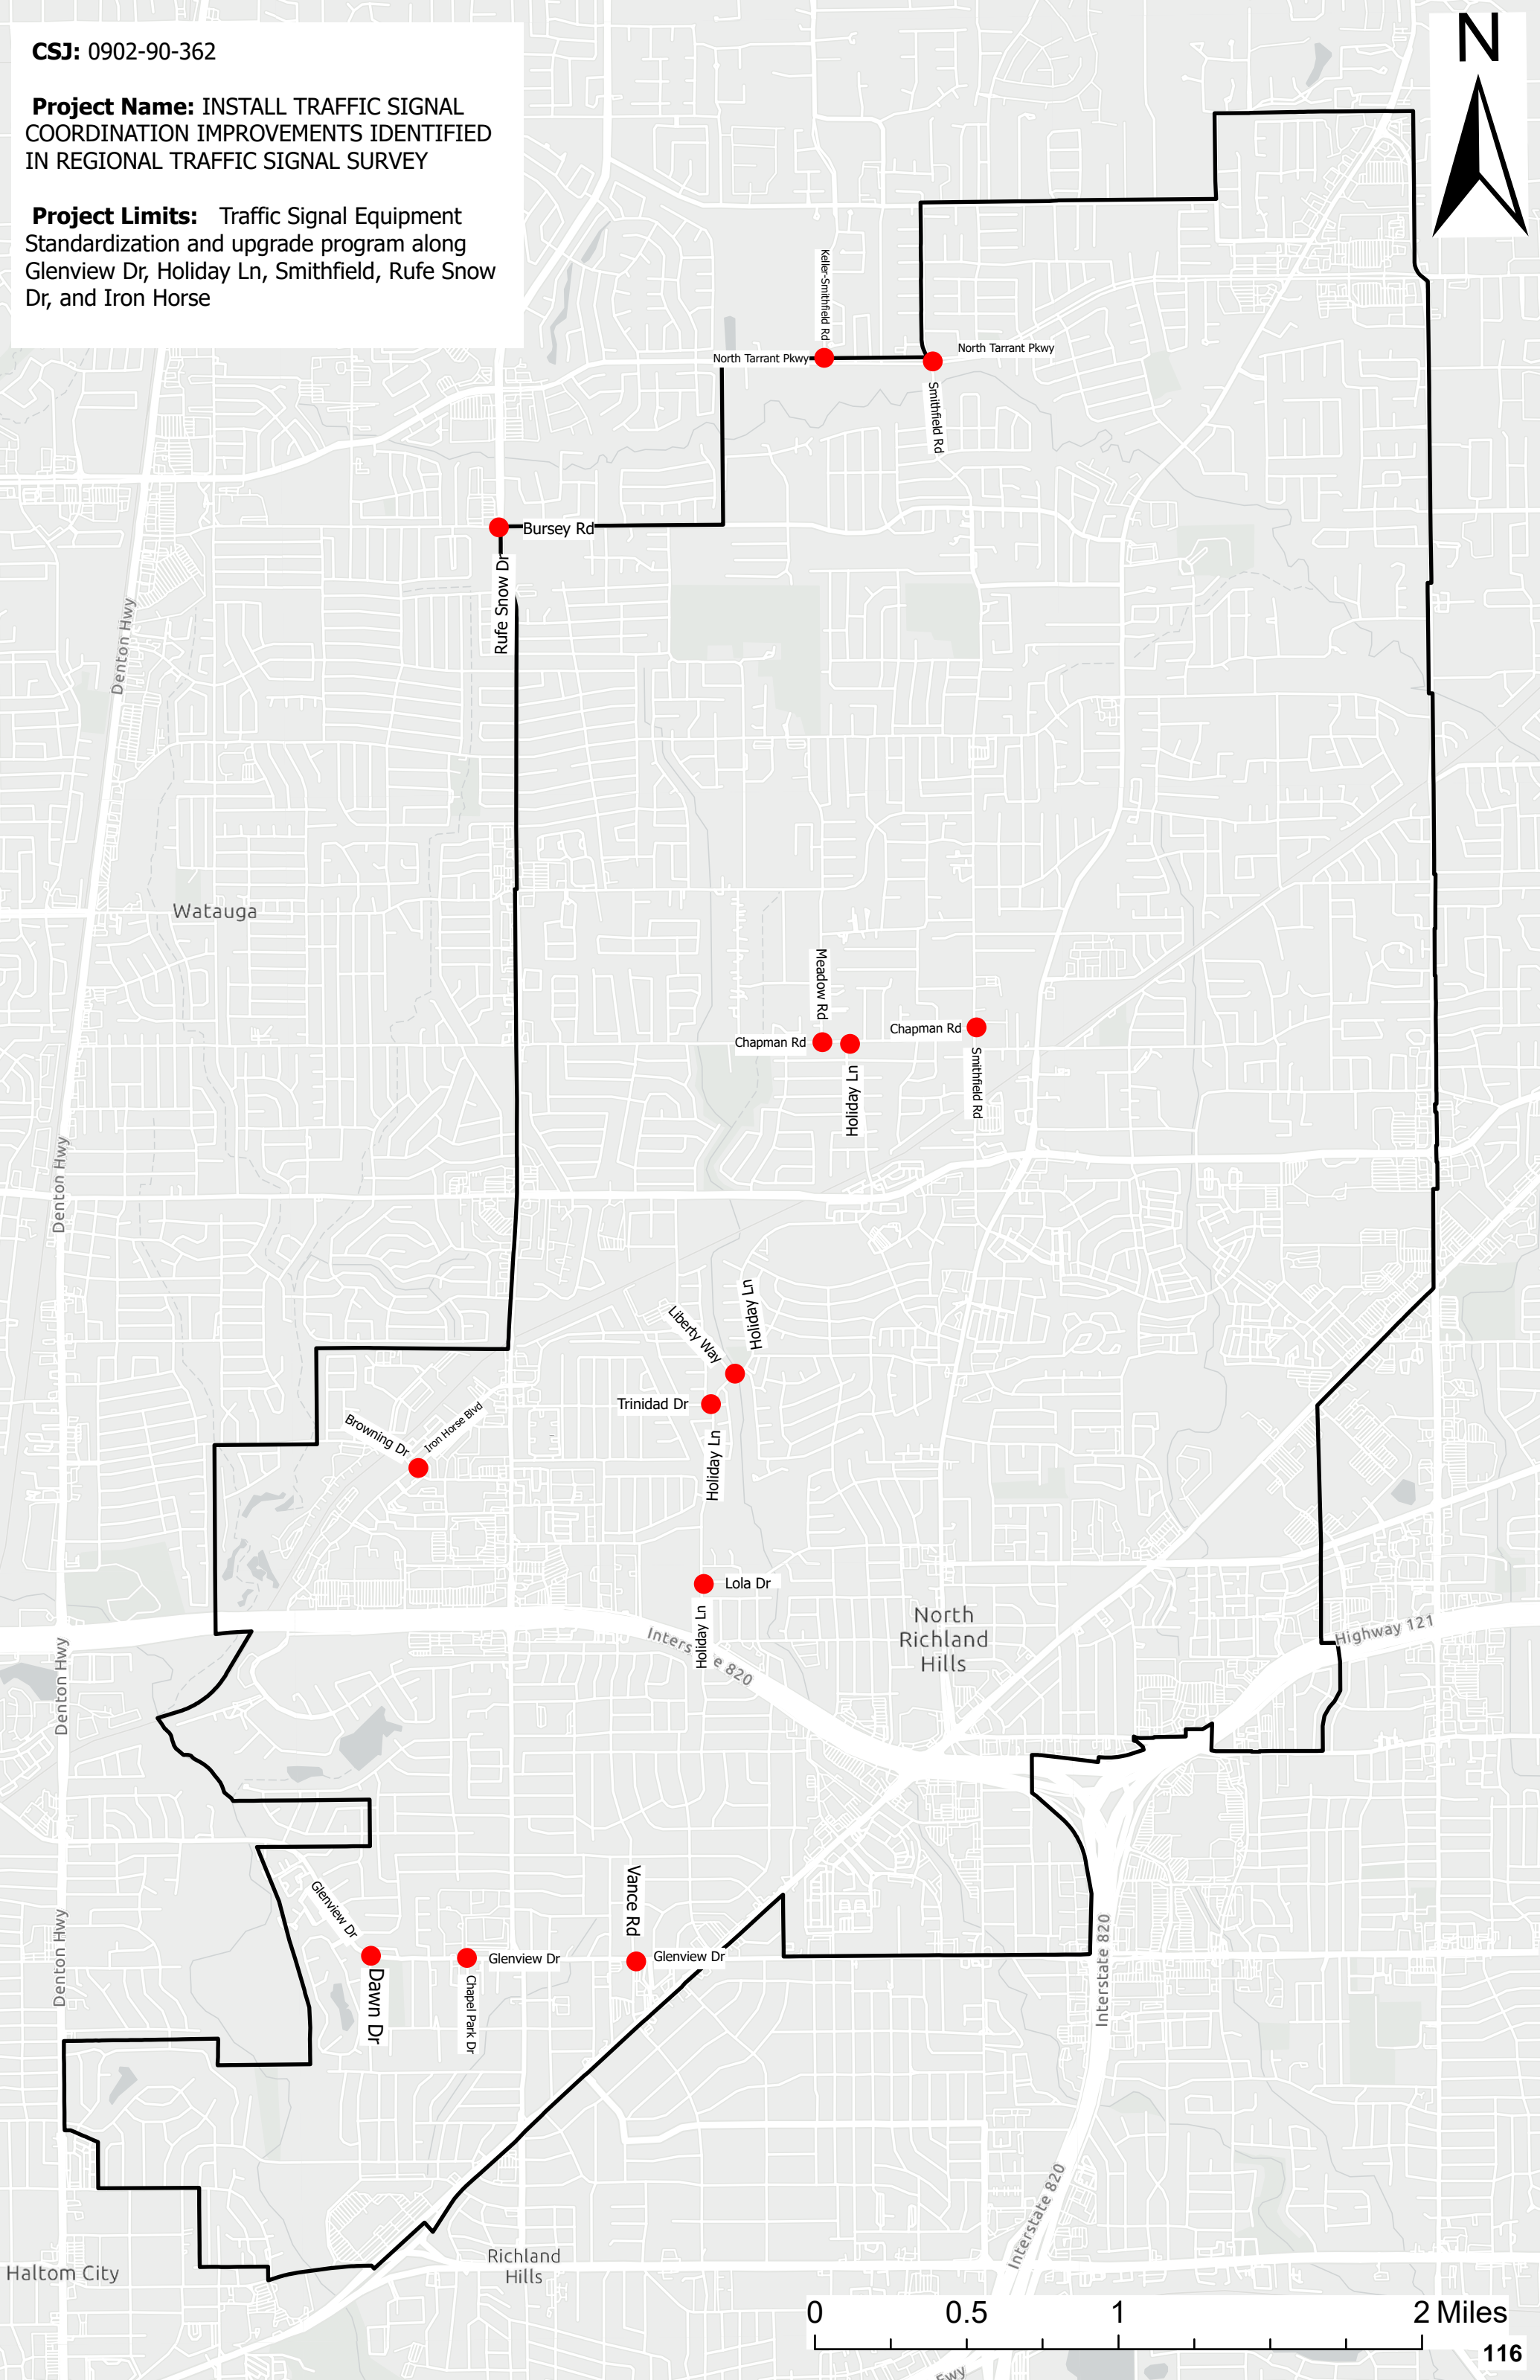 CSJ: 0902-90-362
Project Name: INSTALL TRAFFIC SIGNAL
COORDINATION IMPROVEMENTS IDENTIFIED
IN REGIONAL TRAFFIC SIGNAL SURVEY
Project Limits: Traffic Signal Equipment
Standardization and upgrade program along
Glenview Dr, Holiday Ln, Smithfield, Rufe Snow
Dr, and Iron Horse
N
Keller-Smithfield Rd
North Tarrant Pkwy
North Tarrant Pkwy
Smithfield Rd
Bursey Rd
Rufe Snow Dr
Denton Hwy
Watauga
Meadow Rd
Chapman Rd
Chapman Rd
Holiday Ln
Smithfield Rd
Denton Hwy
Holiday Ln
Liberty Way
Trinidad Dr
Holiday Ln
Browning Dr
Iron Horse Blvd
Lola Dr
Holiday Ln
North
Richland
Hills
Interstate 820
Highway 121
Denton Hwy
Vance Rd
Glenview Dr
Glenview Dr
Glenview Dr
Dawn Dr
Chapel Park Dr
Denton Hwy
Interstate 820
Interstate 820
Richland
Hills
Haltom City
0 0.5 1 2 Miles
Fwy
116